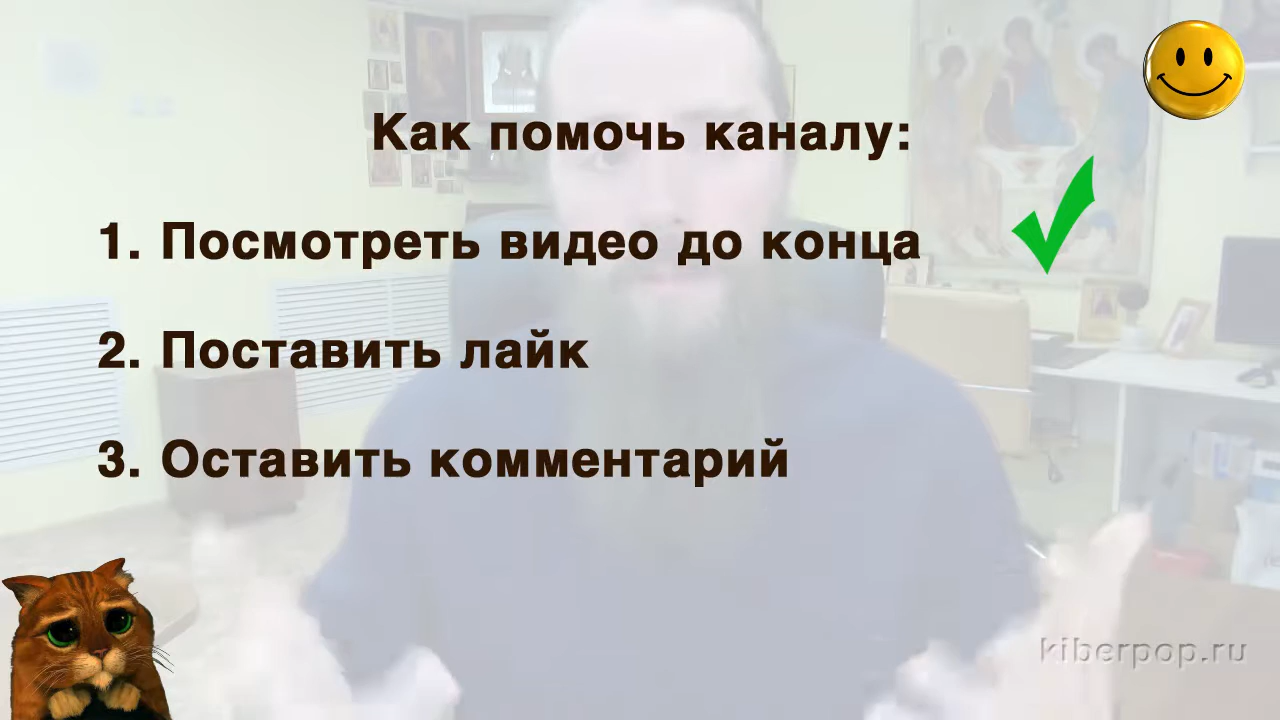 Как помочь каналу:
1. Посмотреть видео до конца
2. Поставить лайк
3. Оставить комментарий
kiberpop.ru